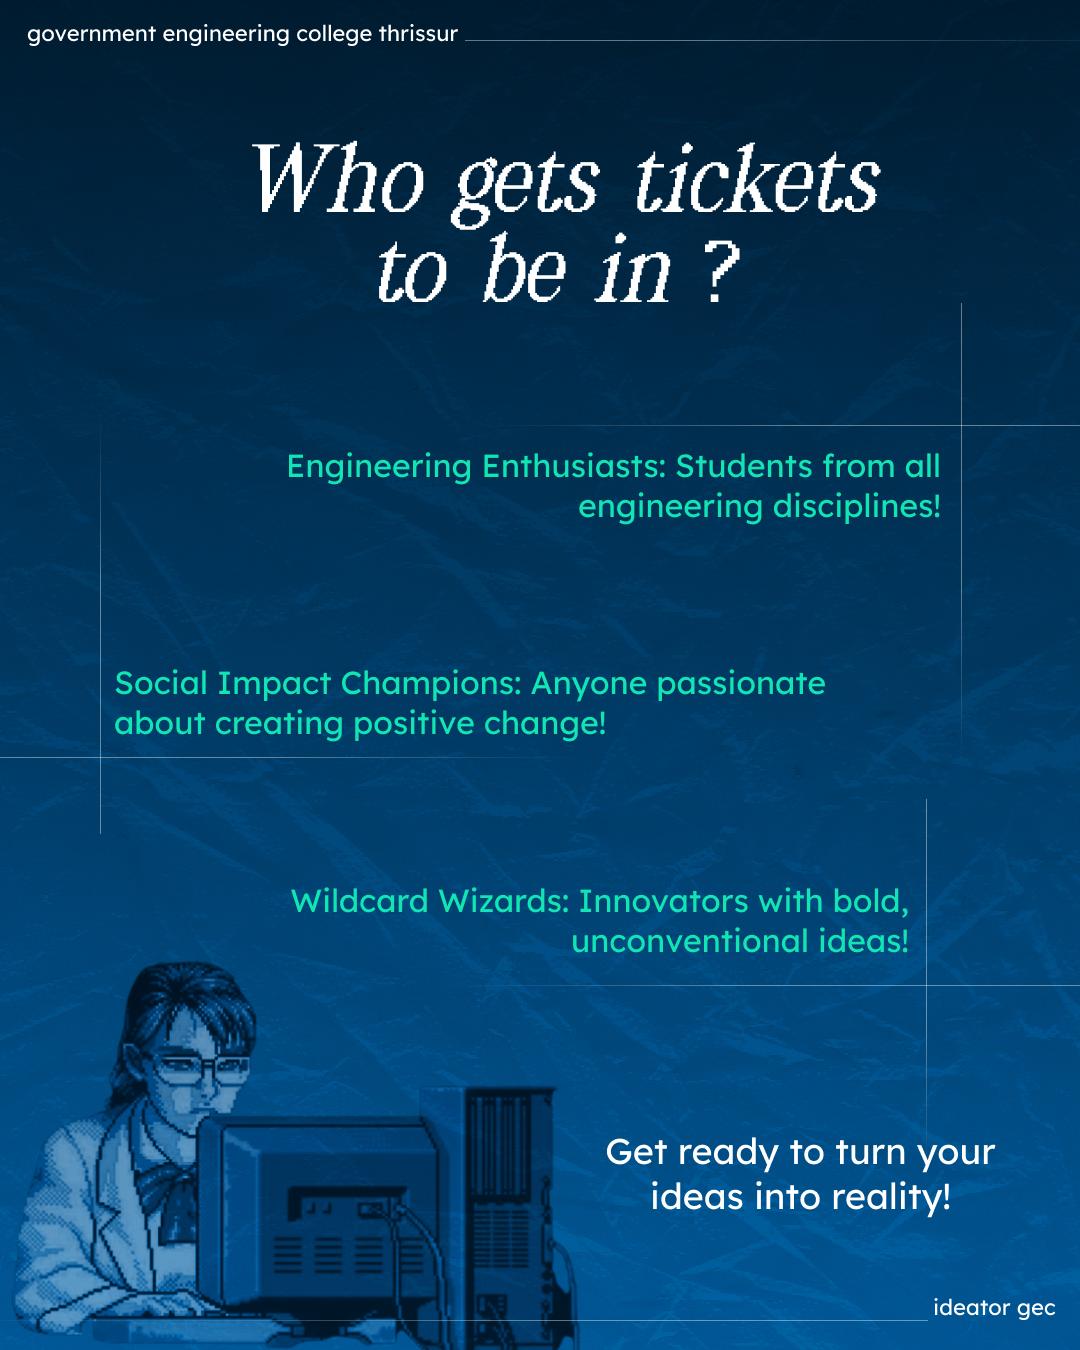 government engineering college thrissur
Who gets tickets
to be in ?
Engineering Enthusiasts: Students from all
engineering disciplines!
Social Impact Champions: Anyone passionate
about creating positive change!
Wildcard Wizards: Innovators with bold,
unconventional ideas!
Get ready to turn your
ideas into reality!
ideator gec